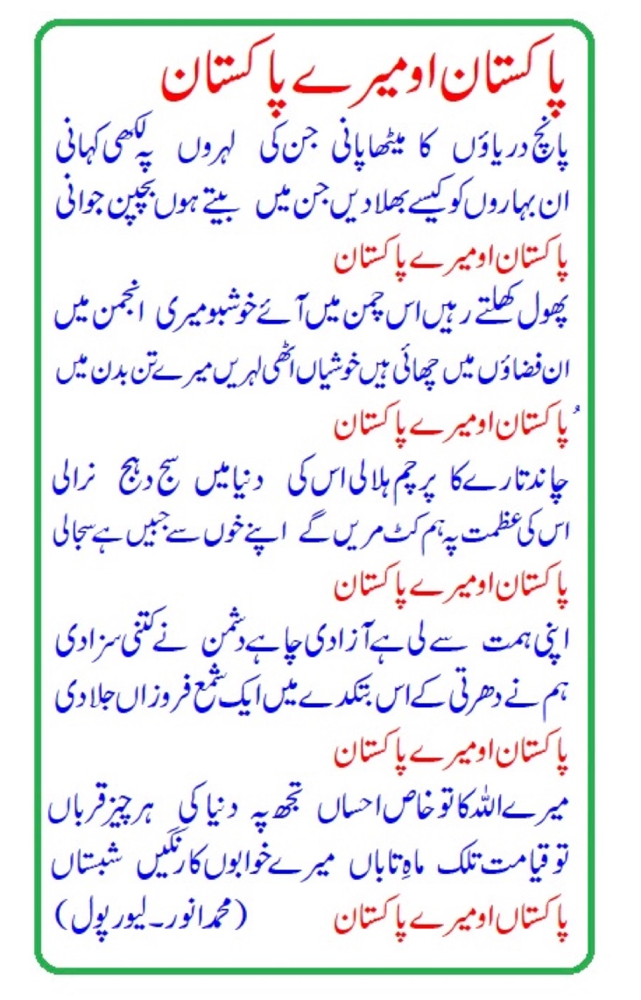 پاکستان او میرے پاکستان
پانچ دریاؤں کا میٹھا پانی جن کی لہروں پہ لکھی کہانی
ان بہاروں کو کیسے بھلا دیں جن میں بیتے ہوں بچپن جوانی
پاکستان او میرے پاکستان
پھول کھلتے رہیں اس چمن میں آئے خوشبو میری انجمن میں
ان فضاؤں میں چھائی ہیں خوشیاں اٹھی لہریں میرے تن بدن میں
پاکستان او میرے پاکستان
چاند تارے کا پرچم ہلالی اس کی دنیا میں سج دہج نرالی
اس کی عظمت پہ ہم کٹ مریں گے اپنے خوں سے جبیں ہے سجالی
پاکستان او میرے پاکستان
اپنی ہمت سے لی ہے آزادی چاہے دشمن نے کتنی سزا دی
ہم نے دھرتی کے اس بتکدے میں ایک شمع فروزاں جلا دی
پاکستان او میرے پاکستان
میرے اللہ کا تو خاص احساں تجھ پہ دنیا کی ہر چیز قرباں
تو قیامت تلک ماہِ تاباں میرے خوابوں کا رنگیں شبستاں
پاکستاں او میرے پاکستان (محمد انور۔ لیور پول)